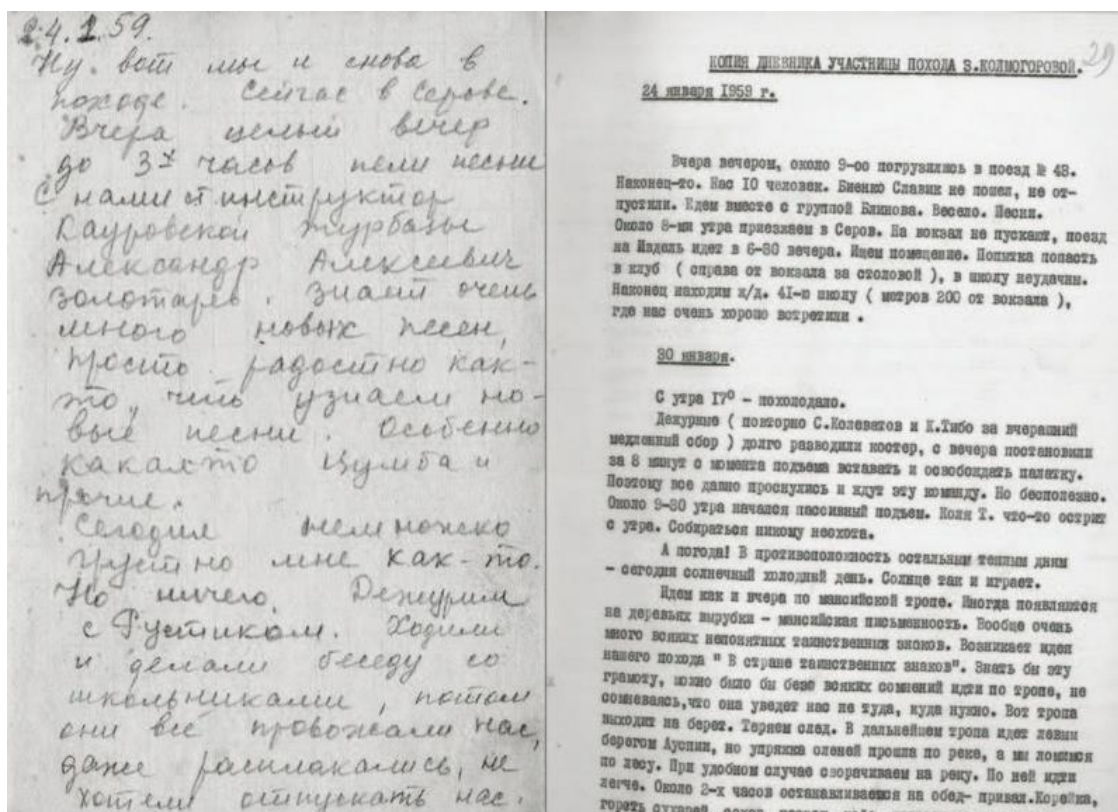 24.1.59.
Ну. вот мы и снова в
походе. Сейчас в Серове.
Вчера целый вечер
до 3х часов пели песни
С нами ст инструктор
Кауровской турбазы
Александр Алексеевич
Золотарев. Знает очень
много новых песен,
просто радостно как-
то, что узнаем но-
вые песни. Особенно
какаято Цумба и
прочие.
Сегодня немножко
грустно мне как-то.
Но ничего. Дежурим
с Рустиком. Ходили
и делали беседу со
школьниками, потом
они все провожали нас,
даже расплакались, не
хотели отпускать нас.
29
КОПИЯ ДНЕВНИКА УЧАСТНИЦЫ ПОХОДА З.КОЛМОГОРОВОЙ.
24 января 1959 г.
Вчера вечером, около 9-оо погрузились в поезд № 43.
Наконец-то. Нас 10 человек. Биенко Славик не пошел, не от-
пустили. Едем вместе с группой Блинова. Весело. Песни.
Около 8-ми утра приезжаем в Серов. На вокзал не пускают, поезд
на Ивдель идет в 6-30 вечера. Ищем помещение. Попытка попасть
в клуб ( справа от вокзала за столовой ), в школу неудачны.
Наконец находим ж/д. 41-ю школу ( метров 200 от вокзала ),
где нас очень хорошо встретили .
30 января.
С утра 17° - похолодало.
Дежурные ( повторно С.Колеватов и К.Тибо за вчерашний
медленный сбор ) долго разводили костер, с вечера постановили
за 8 минут с момента подъема вставать и освобождать палатку.
Поэтому все давно проснулись и ждут эту команду. Но бесполезно.
Около 9-30 утра начался пассивный подъем. Коля Т. что-то острит
с утра. Собираться никому неохота.
А погода! В противоположность остальным теплым дням
- сегодня солнечный холодный день. Солнце так и играет.
Идем как и вчера по мансийской тропе. Иногда появляются
на деревьях вырубки - мансийская письменность. Вообще очень
много всяких непонятных таинственных знаков. Возникает идея
нашего похода " В стране таинственных знаков". Знать бы эту
грамоту, можно было бы безо всяких сомнений идти по тропе, не
сомневаясь,что она уведет нас не туда, куда нужно. Вот тропа
выходит на берег. Теряем след. В дальнейшем тропа идет левым
берегом Ауспии, но упряжка оленей прошла по реке, а мы ломимся
по лесу. При удобном случае сворачиваем на реку. По ней идти
легче. Около 2-х часов останавливаемся на обед- привал.Корейка,
горсть сухарей